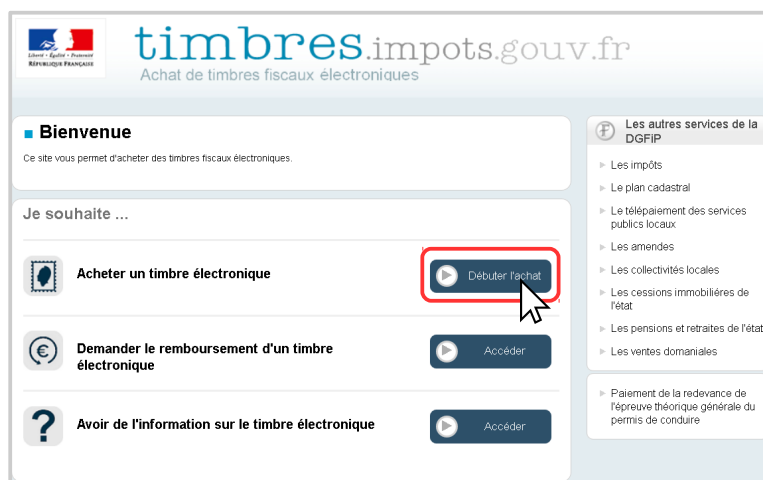 Liberté • Égalité • Fraternité
RÉPUBLIQUE FRANÇAISE
timbres.impots.gouv.fr
Achat de timbres fiscaux électroniques
Bienvenue
Ce site vous permet d'acheter des timbres fiscaux électroniques.
Je souhaite ...
Acheter un timbre électronique
Débuter l'achat
Demander le remboursement d'un timbre
électronique
Accéder
Avoir de l'information sur le timbre électronique
Accéder
Les autres services de la
DGFiP
Les impôts
Le plan cadastral
Le télépaiement des services
publics locaux
Les amendes
Les collectivités locales
Les cessions immobilières de
l'état
Les pensions et retraites de l'état
Les ventes domaniales
Paiement de la redevance de
l'épreuve théorique générale du
permis de conduire